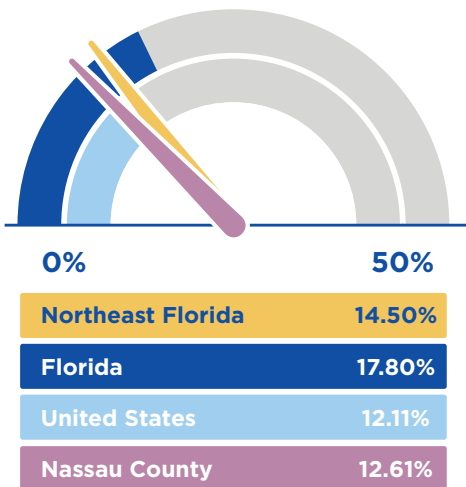 0% 50%
Northeast Florida 14.50%
Florida 17.80%
United States 12.11%
Nassau County 12.61%